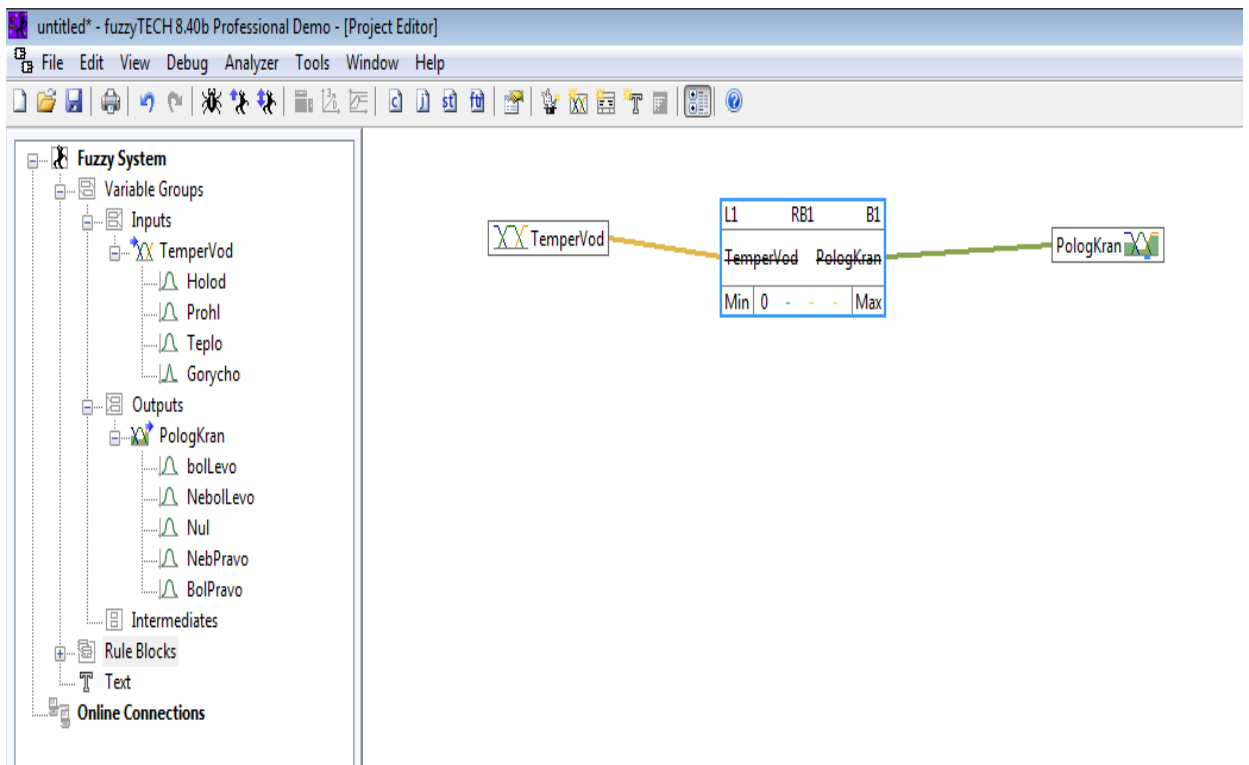 untitled* - fuzzyTECH 8.40b Professional Demo - [Project Editor]
File Edit View Debug Analyzer Tools Window Help
c j st ftl
Fuzzy System
Variable Groups
Inputs
TemperVod
Holod
Prohl
Teplo
Gorycho
Outputs
PologKran
bolLevo
NebolLevo
Nul
NebPravo
BolPravo
Intermediates
Rule Blocks
Text
Online Connections
TemperVod
L1 RB1 B1
TemperVod PologKran
Min 0 - - - Max
PologKran